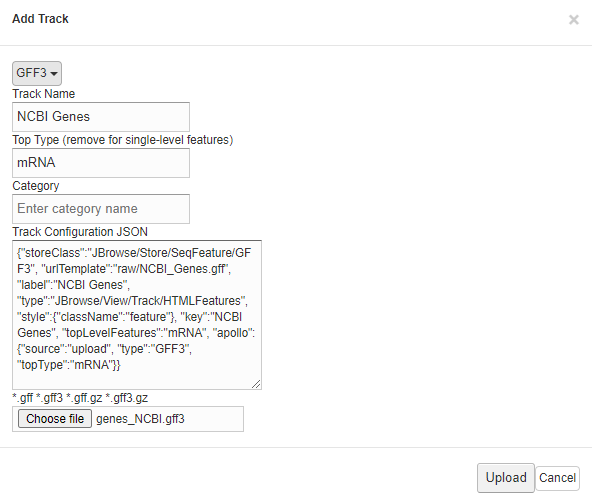 Add Track
×
GFF3
Track Name
NCBI Genes
Top Type (remove for single-level features)
mRNA
Category
Enter category name
Track Configuration JSON
{"storeClass":"JBrowse/Store/SeqFeature/GF
F3", "urlTemplate":"raw/NCBI_Genes.gff",
"label":"NCBI Genes",
"type":"JBrowse/View/Track/HTMLFeatures",
"style":{"className":"feature"}, "key":"NCBI
Genes", "topLevelFeatures":"mRNA", "apollo":
{"source":"upload", "type":"GFF3",
"topType":"mRNA"}}
*.gff *.gff3 *.gff.gz *.gff3.gz
Choose file genes_NCBI.gff3
Upload Cancel